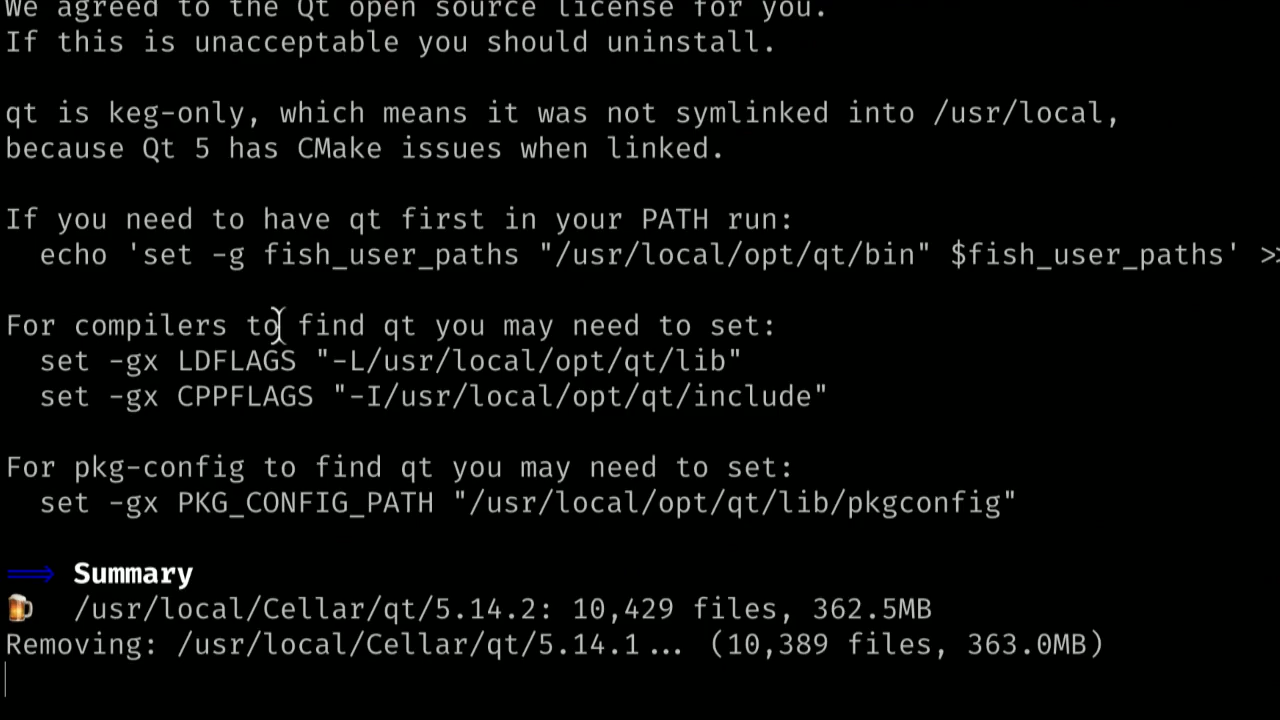 We agreed to the Qt open source license for you.
If this is unacceptable you should uninstall.
qt is keg-only, which means it was not symlinked into /usr/local,
because Qt 5 has CMake issues when linked.
If you need to have qt first in your PATH run:
echo 'set -g fish_user_paths "/usr/local/opt/qt/bin" $fish_user_paths' >>
For compilers to find qt you may need to set:
set -gx LDFLAGS "-L/usr/local/opt/qt/lib"
set -gx CPPFLAGS "-I/usr/local/opt/qt/include"
For pkg-config to find qt you may need to set:
set -gx PKG_CONFIG_PATH "/usr/local/opt/qt/lib/pkgconfig"
==> Summary
🍺 /usr/local/Cellar/qt/5.14.2: 10,429 files, 362.5MB
Removing: /usr/local/Cellar/qt/5.14.1... (10,389 files, 363.0MB)